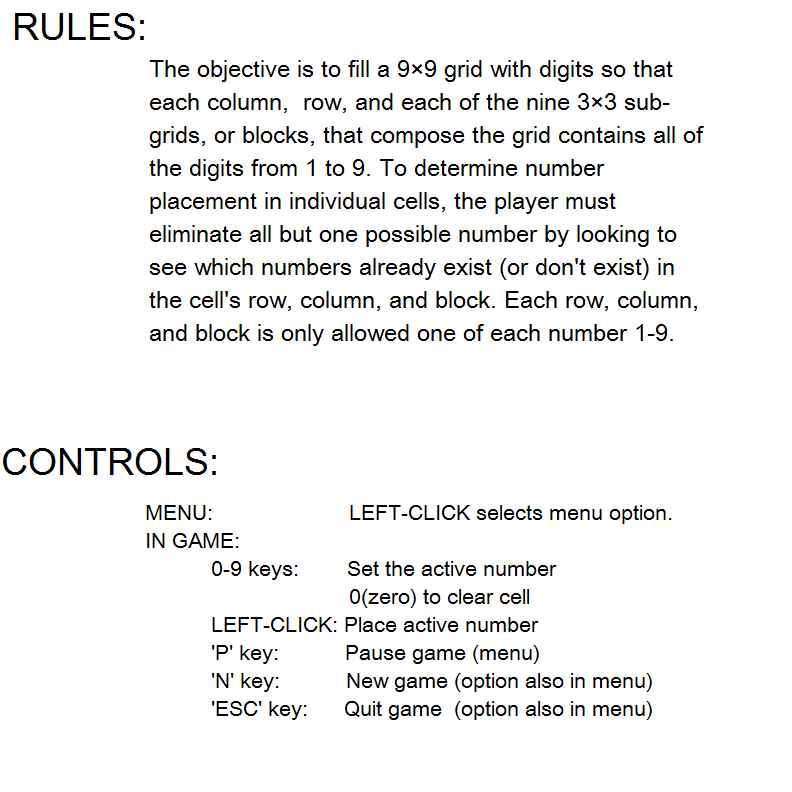 RULES:
The objective is to fill a 9×9 grid with digits so that
each column,  row, and each of the nine 3×3 sub-
grids, or blocks, that compose the grid contains all of
the digits from 1 to 9. To determine number
placement in individual cells, the player must
eliminate all but one possible number by looking to
see which numbers already exist (or don't exist) in
the cell's row, column, and block. Each row, column,
and block is only allowed one of each number 1-9.
CONTROLS:
MENU: LEFT-CLICK selects menu option.
IN GAME:
0-9 keys: Set the active number
0(zero) to clear cell
LEFT-CLICK: Place active number
'P' key: Pause game (menu)
'N' key: New game (option also in menu)
'ESC' key: Quit game  (option also in menu)